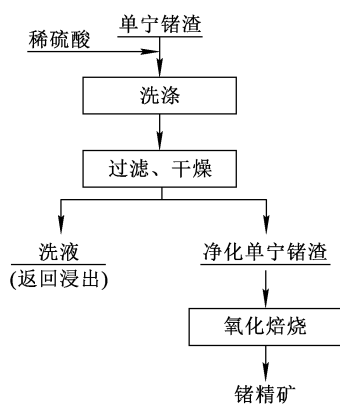 单宁锗渣
稀硫酸
洗涤
过滤、干燥
洗液
(返回浸出)
净化单宁锗渣
氧化焙烧
锗精矿